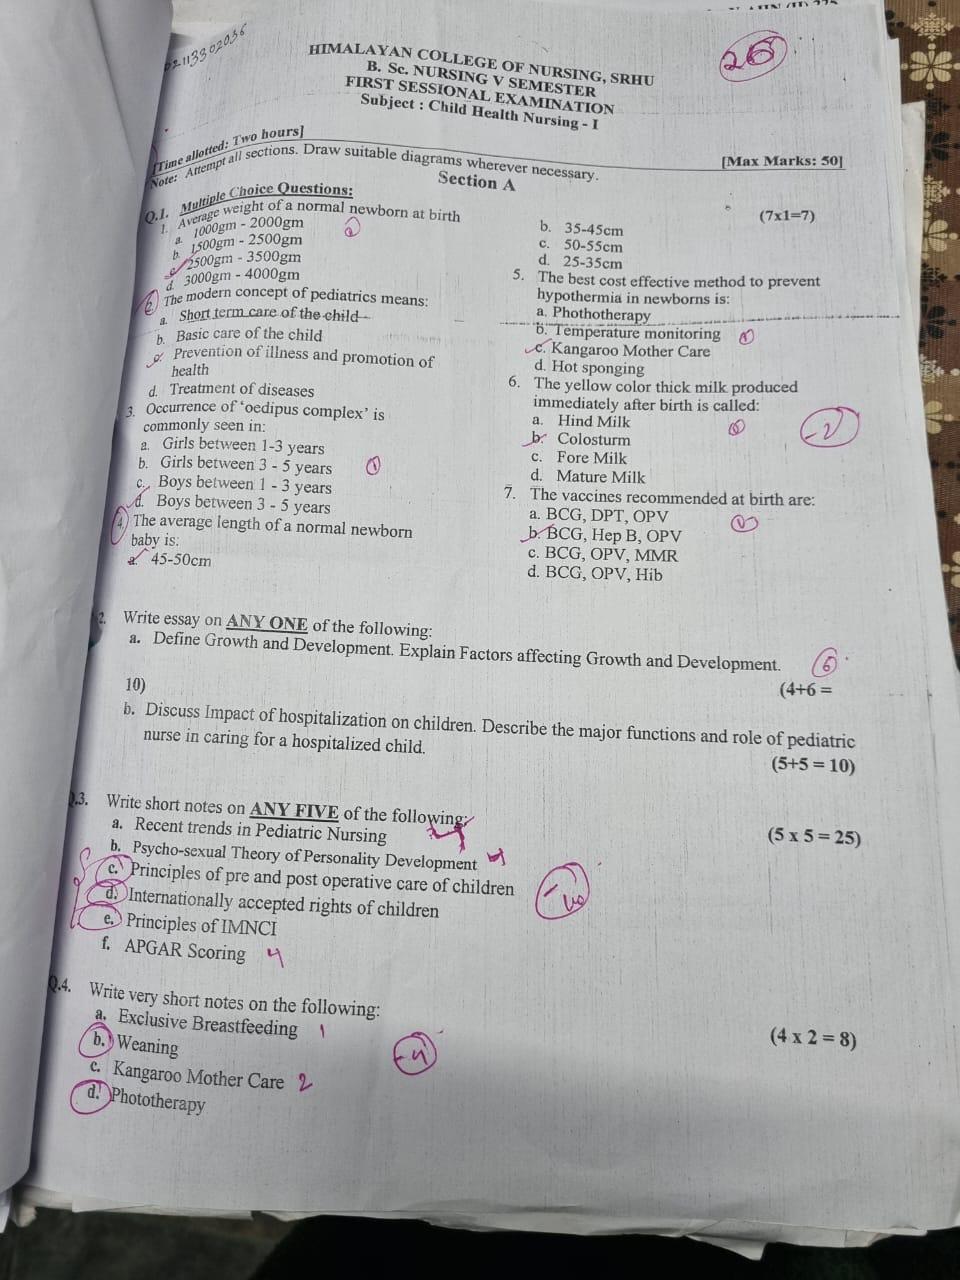 02113302036
26
HIMALAYAN COLLEGE OF NURSING, SRHU
B. Sc. NURSING V SEMESTER
FIRST SESSIONAL EXAMINATION
Subject : Child Health Nursing - I
[Time allotted: Two hours]
[Max Marks: 50]
Note: Attempt all sections. Draw suitable diagrams wherever necessary.
Section A
Q.1. Multiple Choice Questions:
(7x1=7)
1. Average weight of a normal newborn at birth
a. 1000gm - 2000gm
b. 1500gm - 2500gm
c. 2500gm - 3500gm
d. 3000gm - 4000gm
2. The modern concept of pediatrics means:
a. Short term care of the child
b. Basic care of the child
c. Prevention of illness and promotion of
health
d. Treatment of diseases
3. Occurrence of ‘oedipus complex’ is
commonly seen in:
a. Girls between 1-3 years
b. Girls between 3 - 5 years
c. Boys between 1 - 3 years
d. Boys between 3 - 5 years
4. The average length of a normal newborn
baby is:
a. 45-50cm
b. 35-45cm
c. 50-55cm
d. 25-35cm
5. The best cost effective method to prevent
hypothermia in newborns is:
a. Phothotherapy
b. Temperature monitoring
c. Kangaroo Mother Care
d. Hot sponging
6. The yellow color thick milk produced
immediately after birth is called:
a. Hind Milk
b. Colosturm
c. Fore Milk
d. Mature Milk
-2
7. The vaccines recommended at birth are:
a. BCG, DPT, OPV
b. BCG, Hep B, OPV
c. BCG, OPV, MMR
d. BCG, OPV, Hib
2. Write essay on ANY ONE of the following:
a. Define Growth and Development. Explain Factors affecting Growth and Development. 6
(4+6 =
10)
b. Discuss Impact of hospitalization on children. Describe the major functions and role of pediatric
nurse in caring for a hospitalized child.
(5+5 = 10)
Q.3. Write short notes on ANY FIVE of the following:
(5 x 5 = 25)
a. Recent trends in Pediatric Nursing
b. Psycho-sexual Theory of Personality Development 4
c. Principles of pre and post operative care of children
d. Internationally accepted rights of children
-10
e. Principles of IMNCI
f. APGAR Scoring 4
Q.4. Write very short notes on the following:
(4 x 2 = 8)
a. Exclusive Breastfeeding 1
b. Weaning
-4
c. Kangaroo Mother Care 2
d. Phototherapy